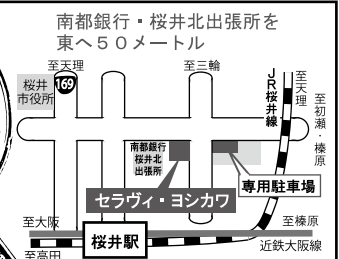 南都銀行・桜井北出張所を
東へ５０メートル
至天理
至三輪
169
桜井
市役所
JR桜井線
至天理
至初瀬・榛原
南都銀行
桜井北
出張所
専用駐車場
セラヴィ・ヨシカワ
至大阪
桜井駅
至榛原
近鉄大阪線
至高田